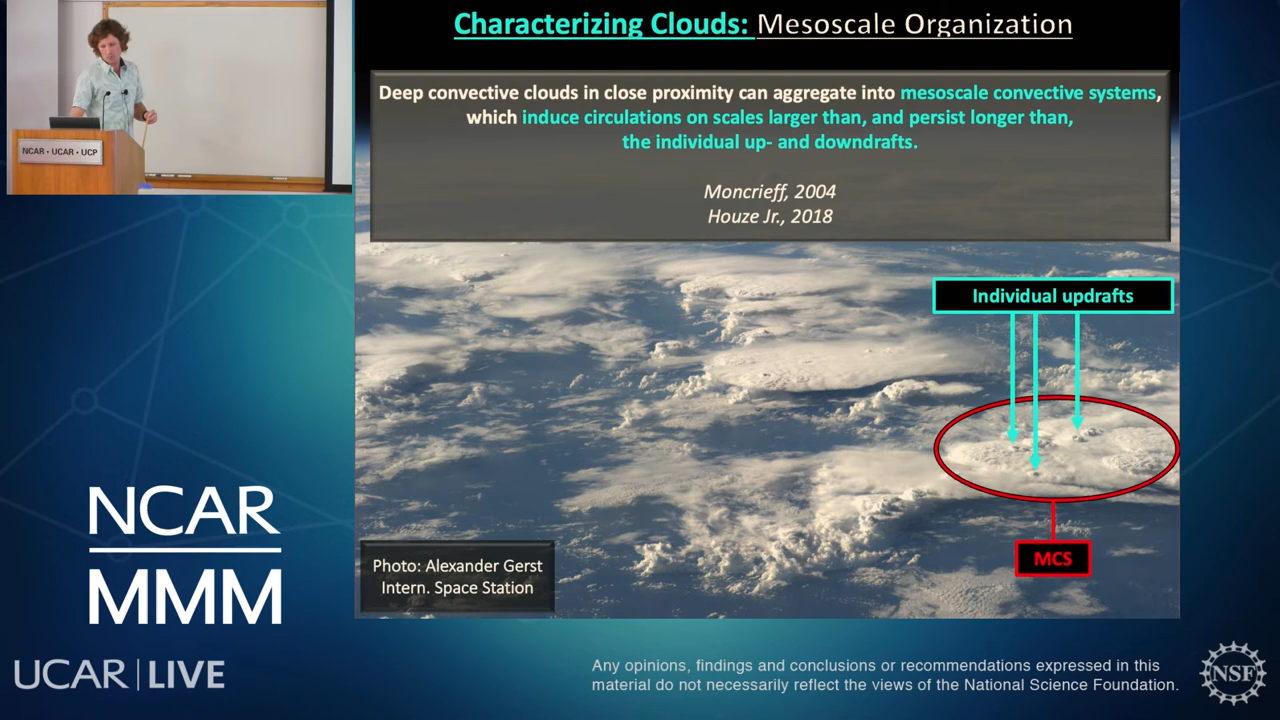 Characterizing Clouds: Mesoscale Organization
Deep convective clouds in close proximity can aggregate into mesoscale convective systems,
which induce circulations on scales larger than, and persist longer than,
the individual up- and downdrafts.
Moncrieff, 2004
Houze Jr., 2018
NCAR • UCAR • UCP
Individual updrafts
MCS
Photo: Alexander Gerst
Intern. Space Station
NCAR
MMM
UCAR | LIVE
Any opinions, findings and conclusions or recommendations expressed in this
material do not necessarily reflect the views of the National Science Foundation.
NSF